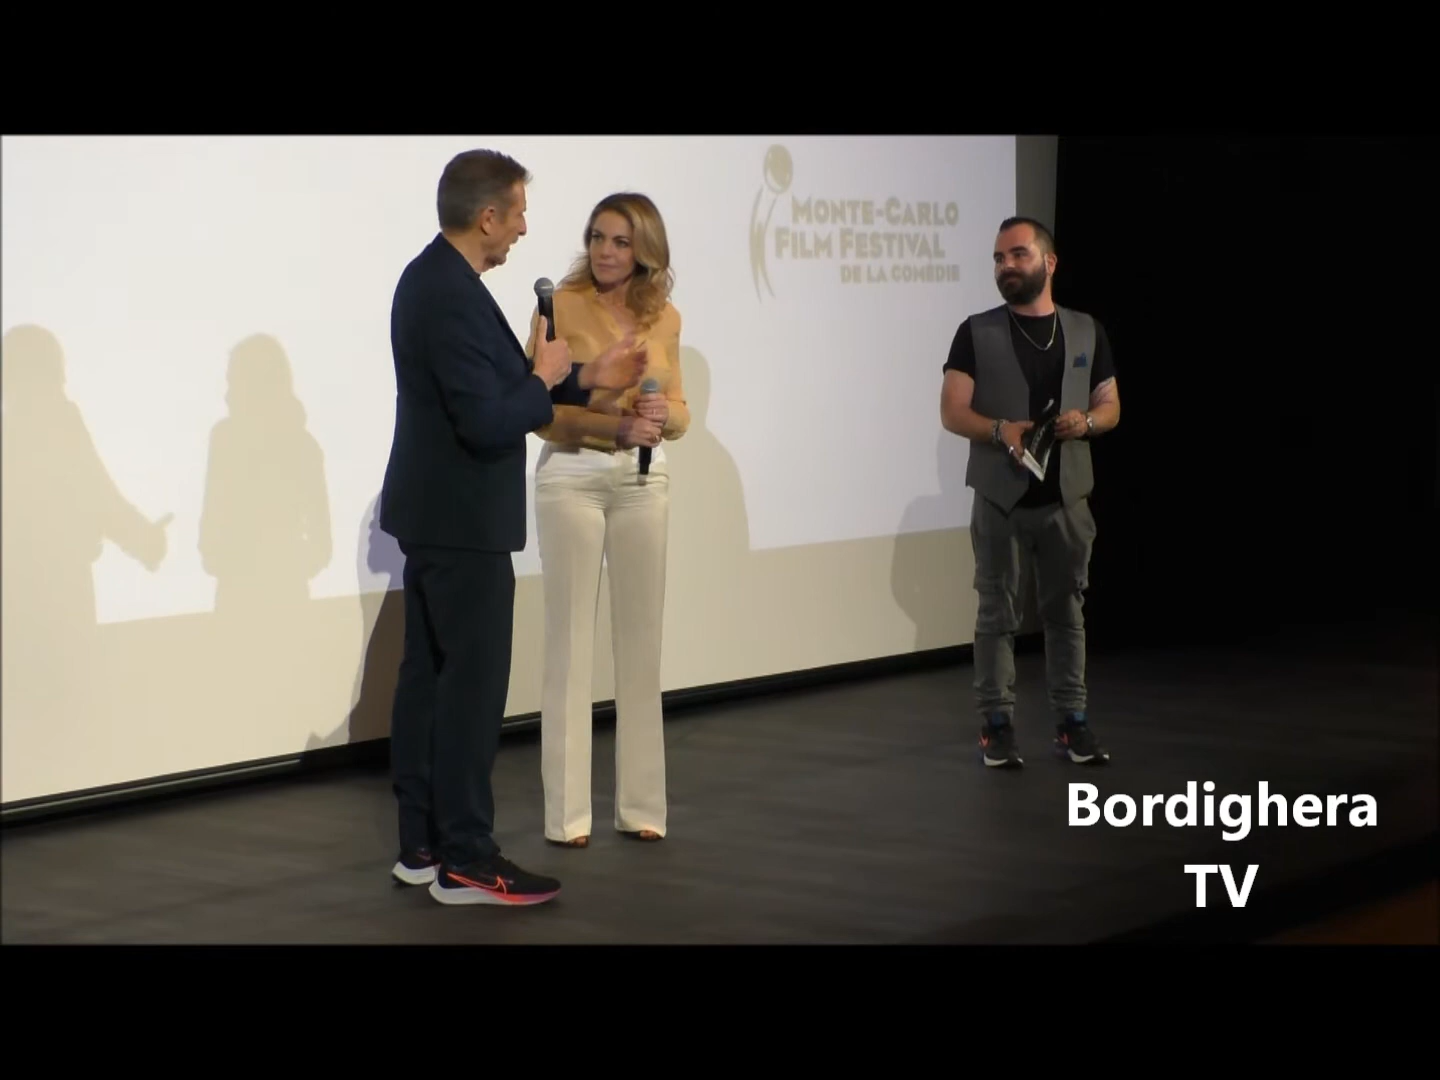 MONTE-CARLO
FILM FESTIVAL
DE LA COMÉDIE
Bordighera
TV